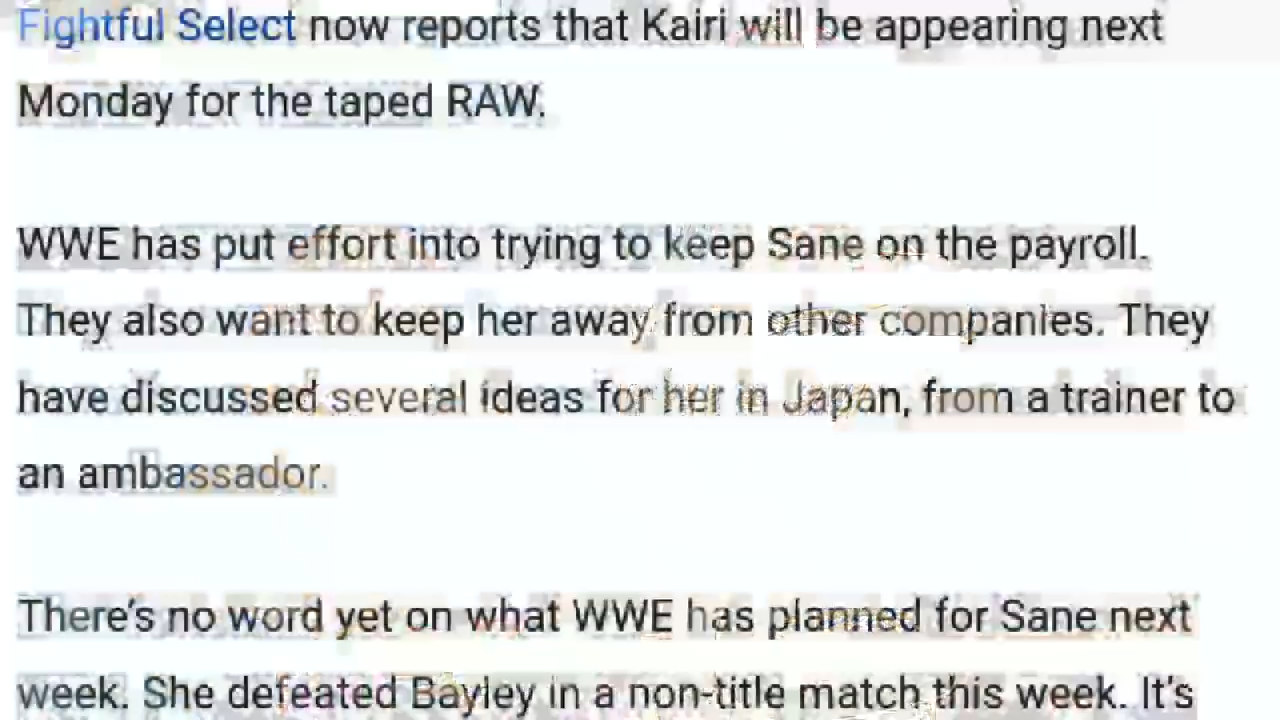 Fightful Select now reports that Kairi will be appearing next
Monday for the taped RAW.
WWE has put effort into trying to keep Sane on the payroll.
They also want to keep her away from other companies. They
have discussed several ideas for her in Japan, from a trainer to
an ambassador.
There’s no word yet on what WWE has planned for Sane next
week. She defeated Bayley in a non-title match this week. It’s